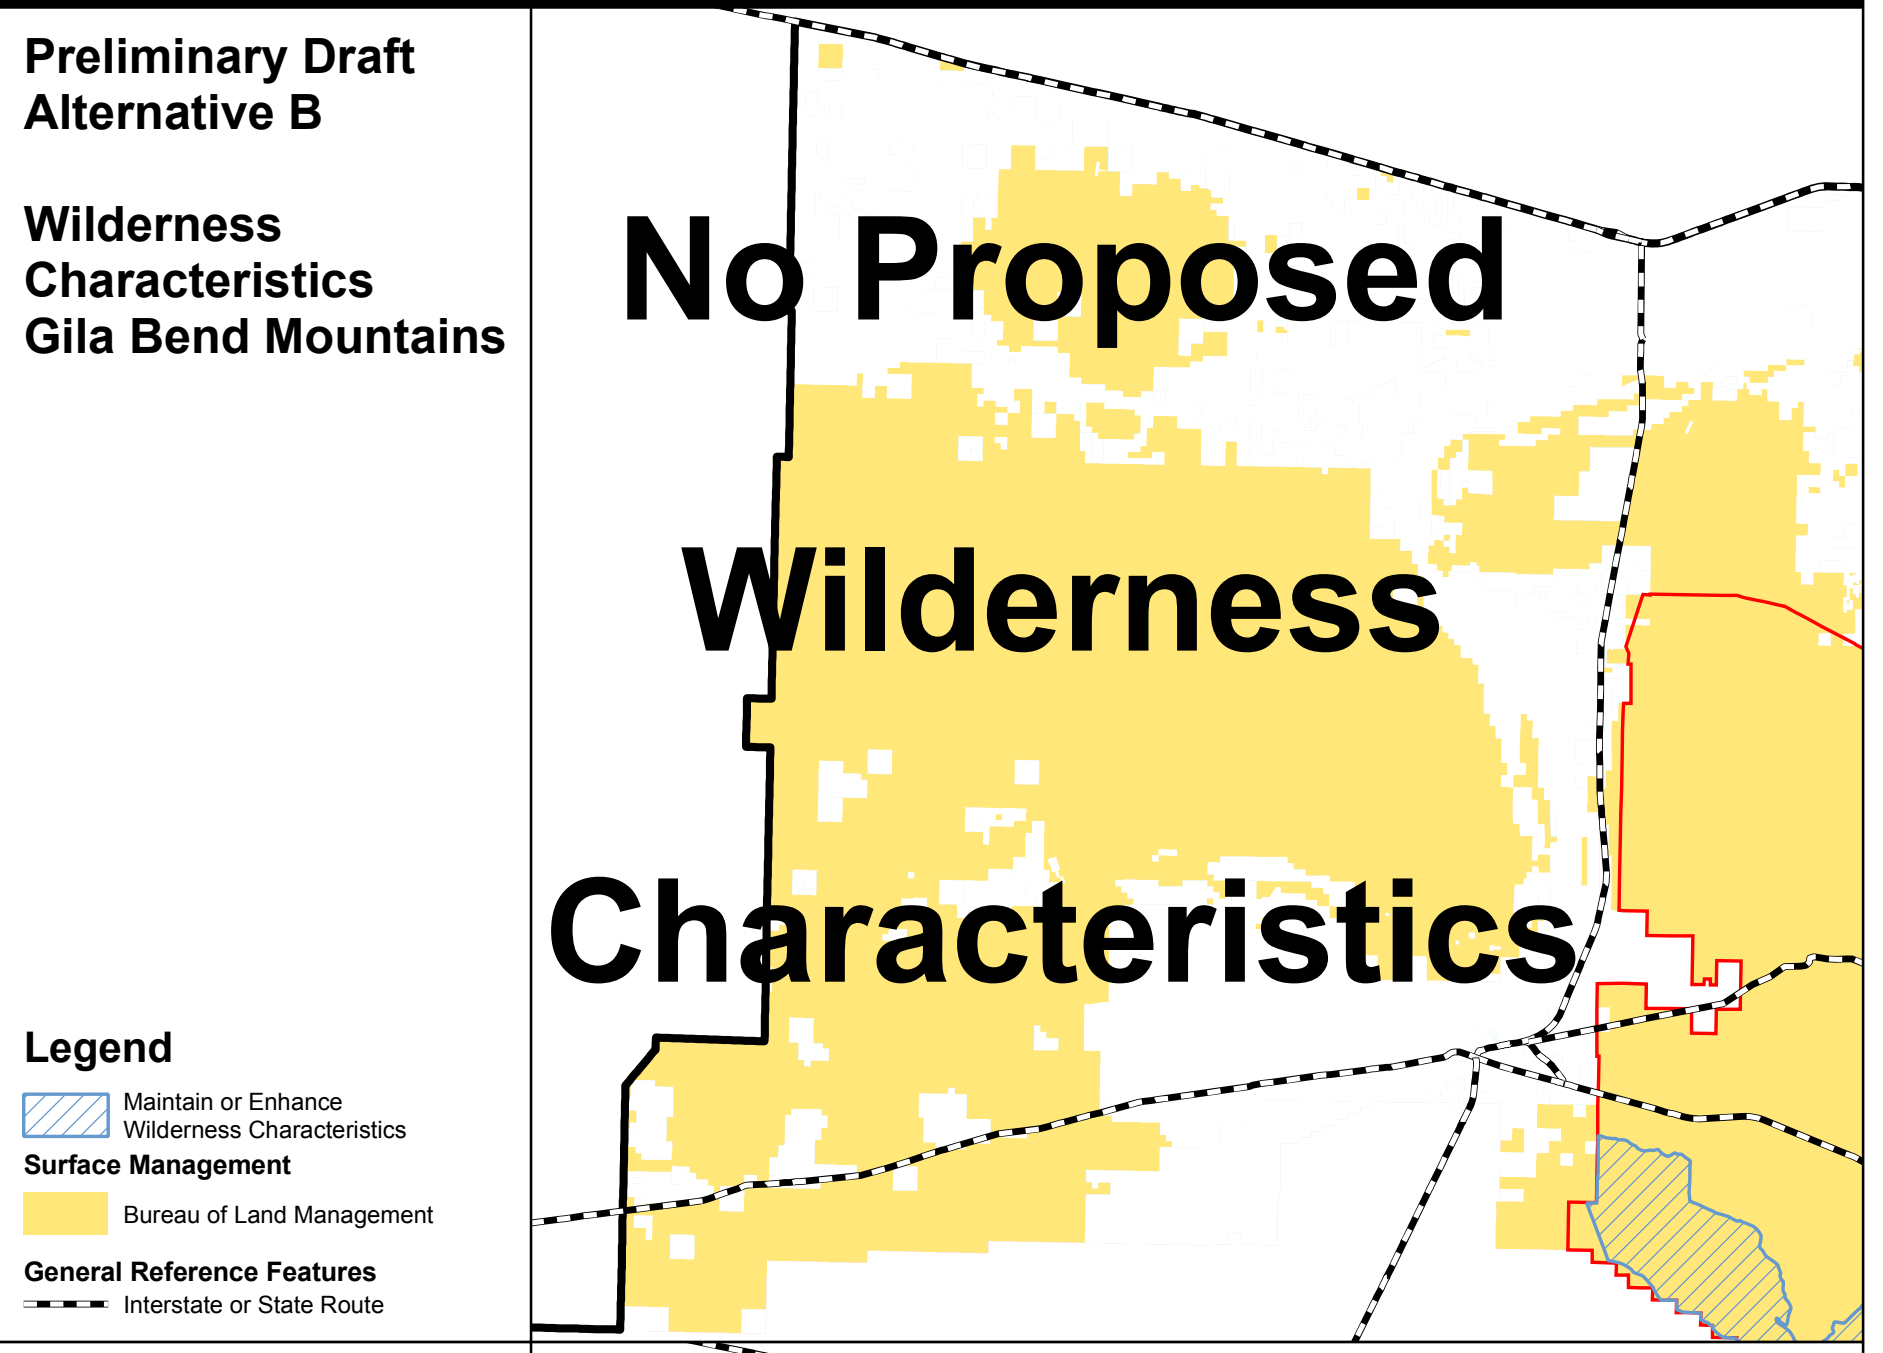 Preliminary Draft
Alternative B
Wilderness
Characteristics
Gila Bend Mountains
No Proposed
Wilderness
Characteristics
Legend
Maintain or Enhance
Wilderness Characteristics
Surface Management
Bureau of Land Management
General Reference Features
Interstate or State Route